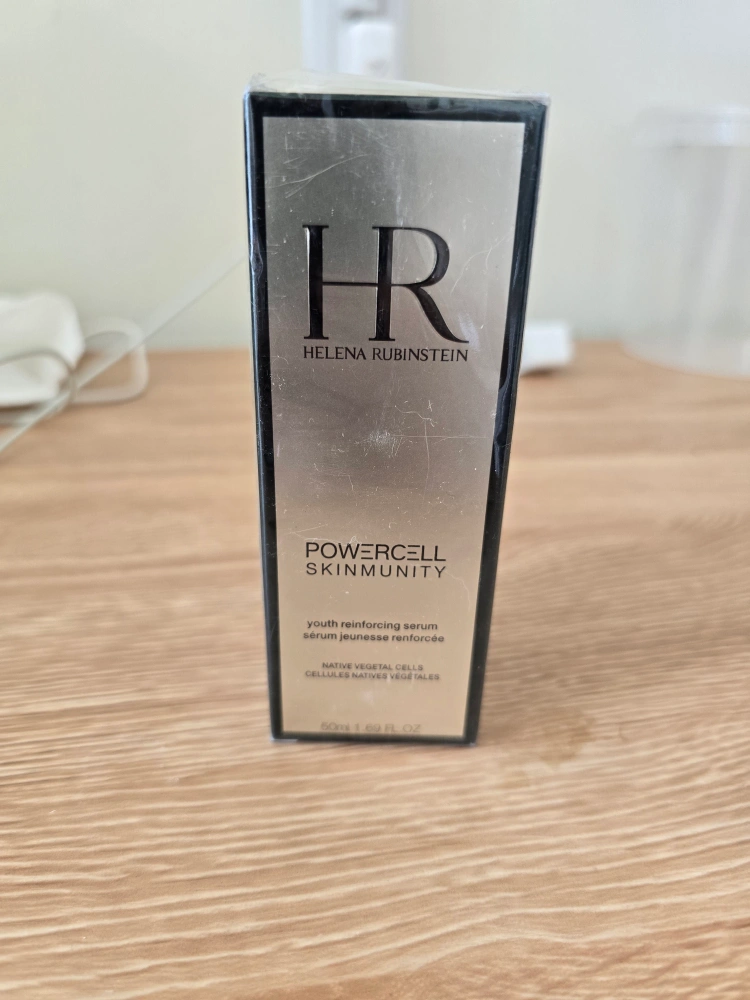 HR
HELENA RUBINSTEIN
POWERCELL
SKINMUNITY
youth reinforcing serum
sérum jeunesse renforcée
NATIVE VEGETAL CELLS
CELLULES NATIVES VÉGÉTALES
50ml 1.69 FL. OZ